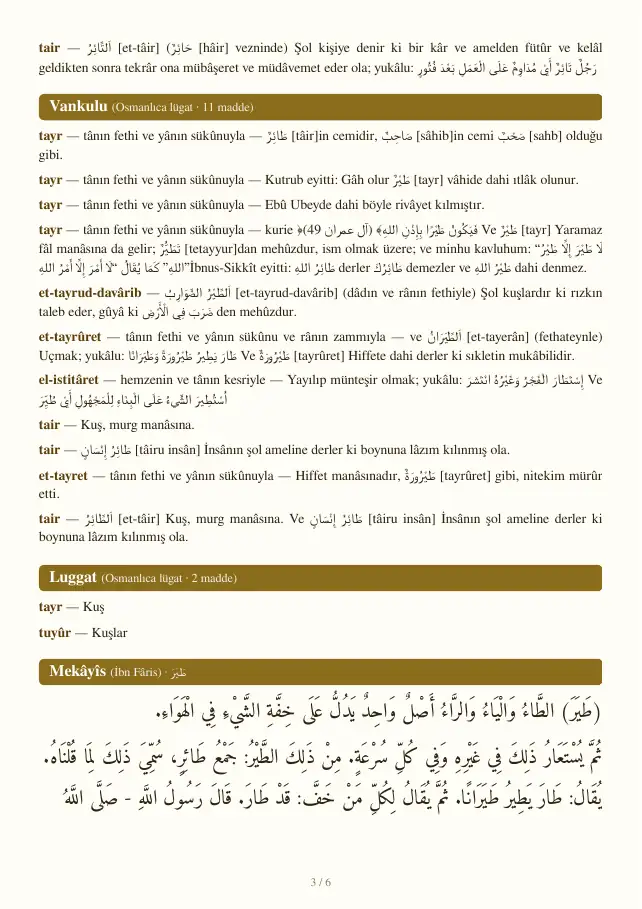 tair — اَلتَّائِرُ [et-tâir] (حَائِرٌ [hâir] vezninde) Şol kişiye denir ki bir kâr ve amelden fütûr ve kelâl
geldikten sonra tekrâr ona mübâşeret ve müdâvemet eder ola; yukâlu: رَجُلٌ تَائِرٌ أَيْ مُدَاوِمٌ عَلَى الْعَمَلِ بَعْدَ فُتُورٍ
Vankulu (Osmanlıca lügat · 11 madde)
tayr — tânın fethi ve yânın sükûnuyla — طَائِرٌ [tâir]in cemidir, صَاحِبٌ [sâhib]in cemi صَحْبٌ [sahb] olduğu
gibi.
tayr — tânın fethi ve yânın sükûnuyla — Kutrub eyitti: Gâh olur طَيْرٌ [tayr] vâhide dahi ıtlâk olunur.
tayr — tânın fethi ve yânın sükûnuyla — Ebû Ubeyde dahi böyle rivâyet kılmıştır.
tayr — tânın fethi ve yânın sükûnuyla — kurie ﴿فَيَكُونُ طَيْرًا بِإِذْنِ اللهِ﴾ (آل عمران 49) Ve طَيْرٌ [tayr] Yaramaz
fâl manâsına da gelir; تَطَيُّرٌ [tetayyur]dan mehûzdur, ism olmak üzere; ve minhu kavluhum: “لَا طَيْرَ إِلَّا طَيْرُ
اللهِ” كَمَا يُقَالُ “لَا أَمْرَ إِلَّا أَمْرُ اللهِ”İbnus-Sikkît eyitti: طَائِرُ اللهِ derler طَائِرُكَ demezler ve طَيْرُ اللهِ dahi denmez.
et-tayrud-davârib — اَلطَّيْرُ الضَّوَارِبُ [et-tayrud-davârib] (dâdın ve rânın fethiyle) Şol kuşlardır ki rızkın
taleb eder, gûyâ ki ضَرَبَ فِي الْأَرْضِ den mehûzdur.
et-tayrûret — tânın fethi ve yânın sükûnu ve rânın zammıyla — ve اَلطَّيَرَانُ [et-tayerân] (fethateynle)
Uçmak; yukâlu: طَارَ يَطِيرُ طَيْرُورَةً وَطَيَرَانًا Ve طَيْرُورَةٌ [tayrûret] Hiffete dahi derler ki sıkletin mukâbilidir.
el-istitâret — hemzenin ve tânın kesriyle — Yayılıp münteşir olmak; yukâlu: إِسْتَطَارَ الْفَجْرُ وَغَيْرُهُ انْتَشَرَ Ve
اُسْتُطِيرَ الشَّيْءُ عَلَى الْبِنَاءِ لِلْمَجْهُولِ أَيْ طُيِّرَ
tair — Kuş, murg manâsına.
tair — طَائِرُ إِنْسَانٍ [tâiru insân] İnsânın şol ameline derler ki boynuna lâzım kılınmış ola.
et-tayret — tânın fethi ve yânın sükûnuyla — Hiffet manâsınadır, طَيْرُورَةٌ [tayrûret] gibi, nitekim mürûr
etti.
tair — اَلطَّائِرُ [et-tâir] Kuş, murg manâsına. Ve طَائِرُ إِنْسَانٍ [tâiru insân] İnsânın şol ameline derler ki
boynuna lâzım kılınmış ola.
Luggat (Osmanlıca lügat · 2 madde)
tayr — Kuş
tuyûr — Kuşlar
Mekâyîs (İbn Fâris) · طَيَرَ
(طَيَرَ) الطَّاءُ وَالْيَاءُ وَالرَّاءُ أَصْلٌ وَاحِدٌ يَدُلُّ عَلَى خِفَّةِ الشَّيْءِ فِي الْهَوَاءِ.
ثُمَّ يُسْتَعَارُ ذَلِكَ فِي غَيْرِهِ وَفِي كُلِّ سُرْعَةٍ. مِنْ ذَلِكَ الطَّيْرُ: جَمْعُ طَائِرٍ، سُمِّيَ ذَلِكَ لِمَا قُلْنَاهُ.
يُقَالُ: طَارَ يَطِيرُ طَيَرَانًا. ثُمَّ يُقَالُ لِكُلِّ مَنْ خَفَّ: قَدْ طَارَ. قَالَ رَسُولُ اللَّهِ - صَلَّى اللَّهُ
3 / 6